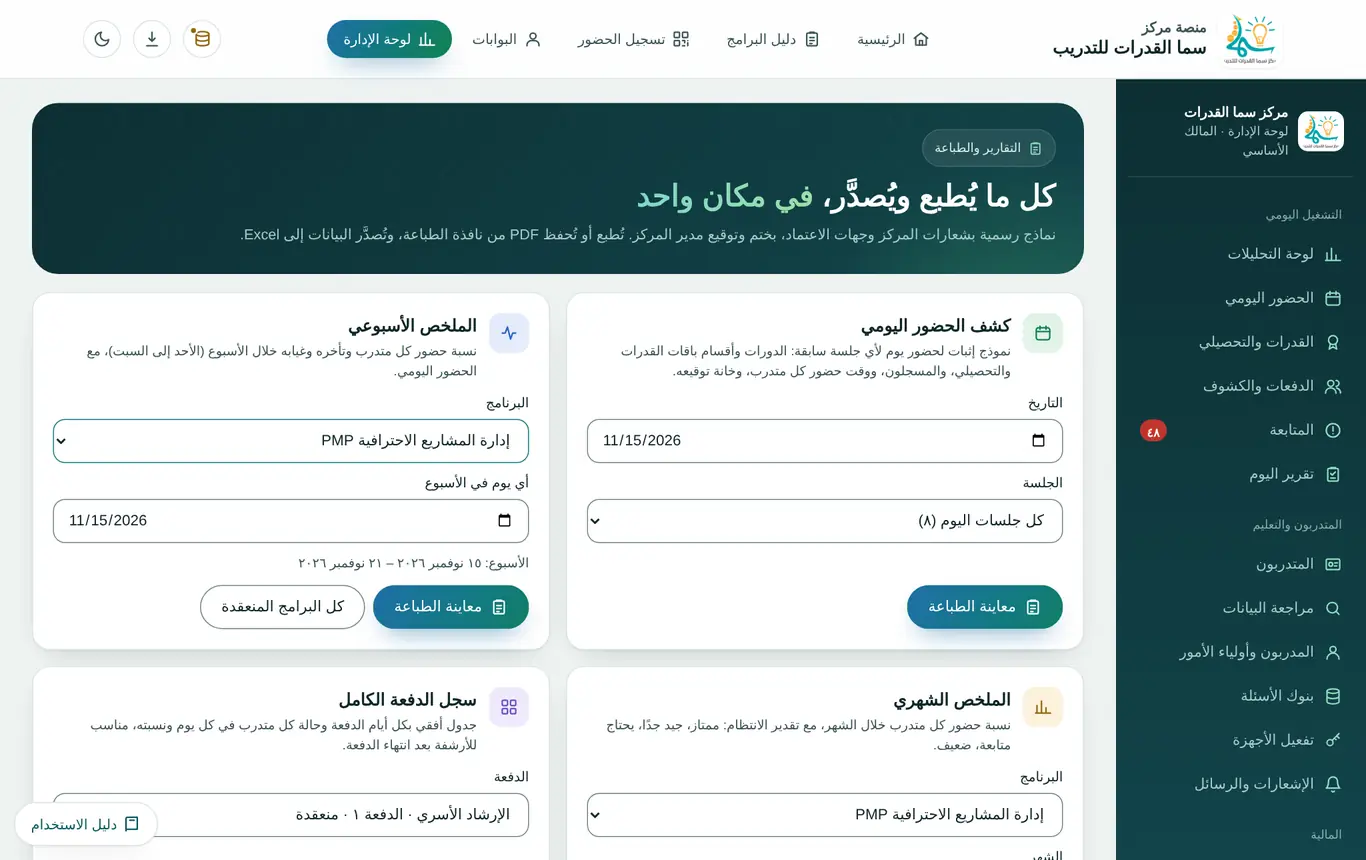 منصة مركز
سما القدرات للتدريب
الرئيسية
دليل البرامج
تسجيل الحضور
البوابات
لوحة الإدارة
مركز سما القدرات
لوحة الإدارة · المالك
الأساسي
التشغيل اليومي
لوحة التحليلات
الحضور اليومي
القدرات والتحصيلي
الدفعات والكشوف
المتابعة
٤٨
تقرير اليوم
المتدربون والتعليم
المتدربون
مراجعة البيانات
المدربون وأولياء الأمور
بنوك الأسئلة
تفعيل الأجهزة
الإشعارات والرسائل
المالية
التقارير والطباعة
كل ما يُطبع ويُصدَّر، في مكان واحد
نماذج رسمية بشعارات المركز وجهات الاعتماد، بختم وتوقيع مدير المركز. تُطبع أو تُحفظ PDF من نافذة الطباعة، وتُصدَّر البيانات إلى Excel.
كشف الحضور اليومي
نموذج إثبات لحضور يوم لأي جلسة سابقة: الدورات وأقسام باقات القدرات
والتحصيلي، والمسجلون، ووقت حضور كل متدرب، وخانة توقيعه.
التاريخ
11/15/2026
الجلسة
كل جلسات اليوم (٨)
معاينة الطباعة
الملخص الأسبوعي
نسبة حضور كل متدرب وتأخره وغيابه خلال الأسبوع (الأحد إلى السبت)، مع
الحضور اليومي.
البرنامج
إدارة المشاريع الاحترافية PMP
أي يوم في الأسبوع
11/15/2026
الأسبوع: ١٥ نوفمبر ٢٠٢٦ – ٢١ نوفمبر ٢٠٢٦
معاينة الطباعة
كل البرامج المنعقدة
الملخص الشهري
نسبة حضور كل متدرب خلال الشهر، مع تقدير الانتظام: ممتاز، جيد جدًا، يحتاج
متابعة، ضعيف.
البرنامج
إدارة المشاريع الاحترافية PMP
الشهر
سجل الدفعة الكامل
جدول أفقي بكل أيام الدفعة وحالة كل متدرب في كل يوم ونسبته، مناسب
للأرشفة بعد انتهاء الدفعة.
الدفعة
الإرشاد الأسري · الدفعة ١ · منعقدة
دليل الاستخدام